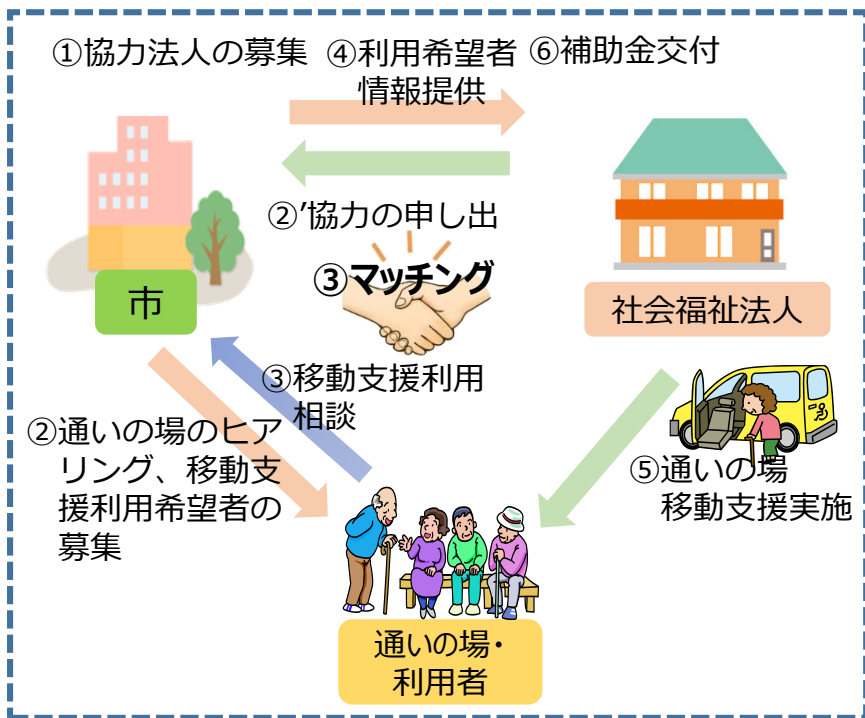 ①協力法人の募集
④利用希望者
情報提供
⑥補助金交付
②’協力の申し出
③マッチング
市
社会福祉法人
③移動支援利用
相談
②通いの場のヒア
リング、移動支
援利用希望者の
募集
⑤通いの場
移動支援実施
通いの場・
利用者